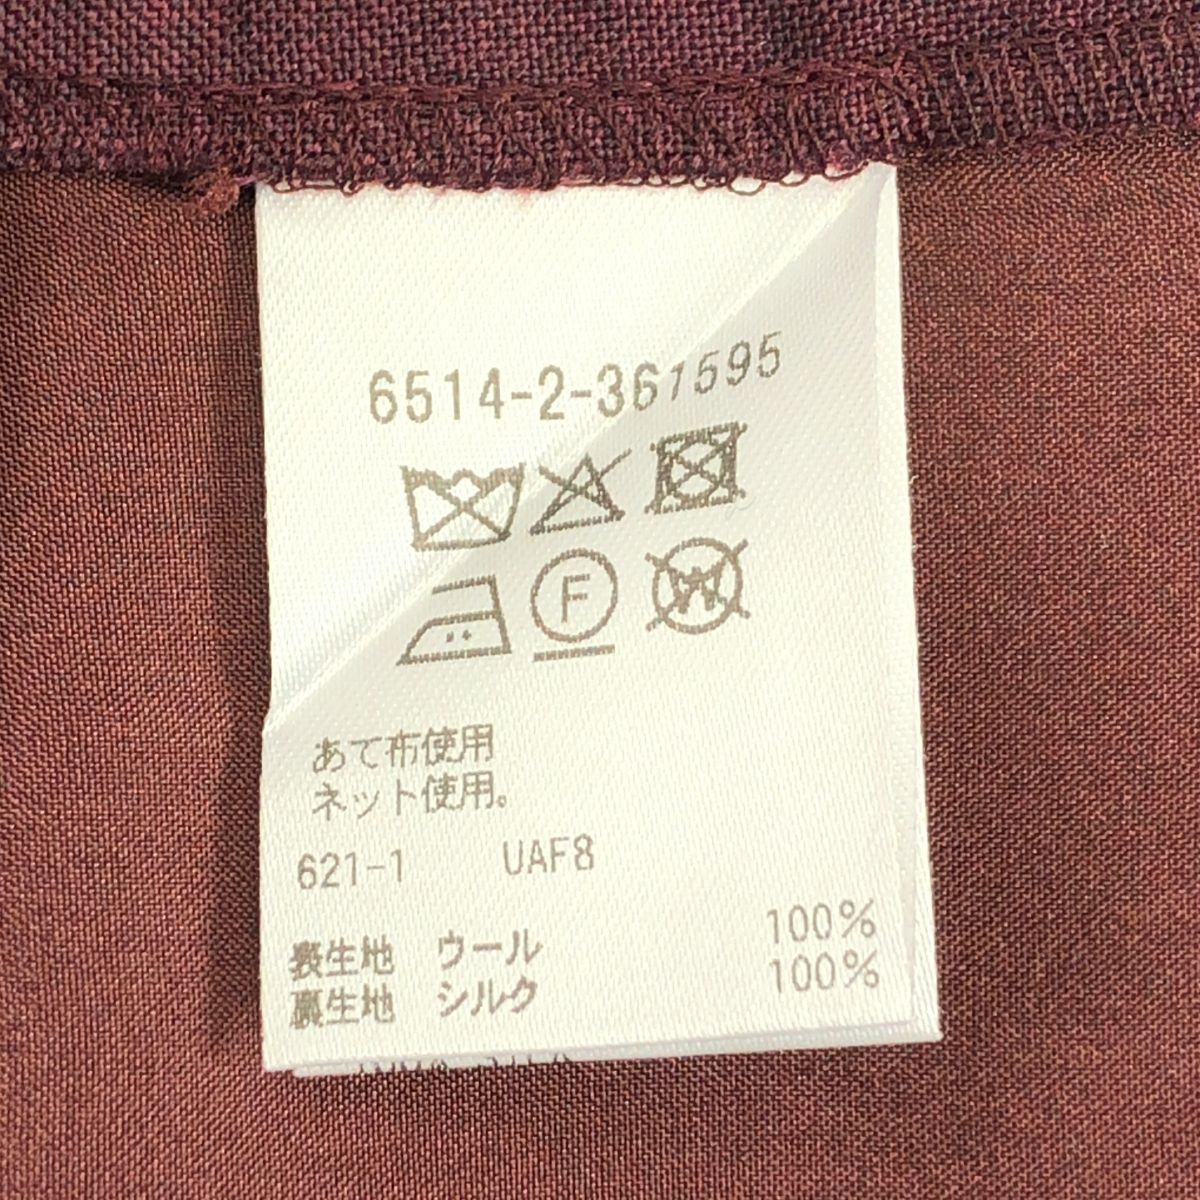 6514-2-361595
F
W
あて布使用
ネット使用。
621-1 UAF8
表生地 ウール 100%
裏生地 シルク 100%